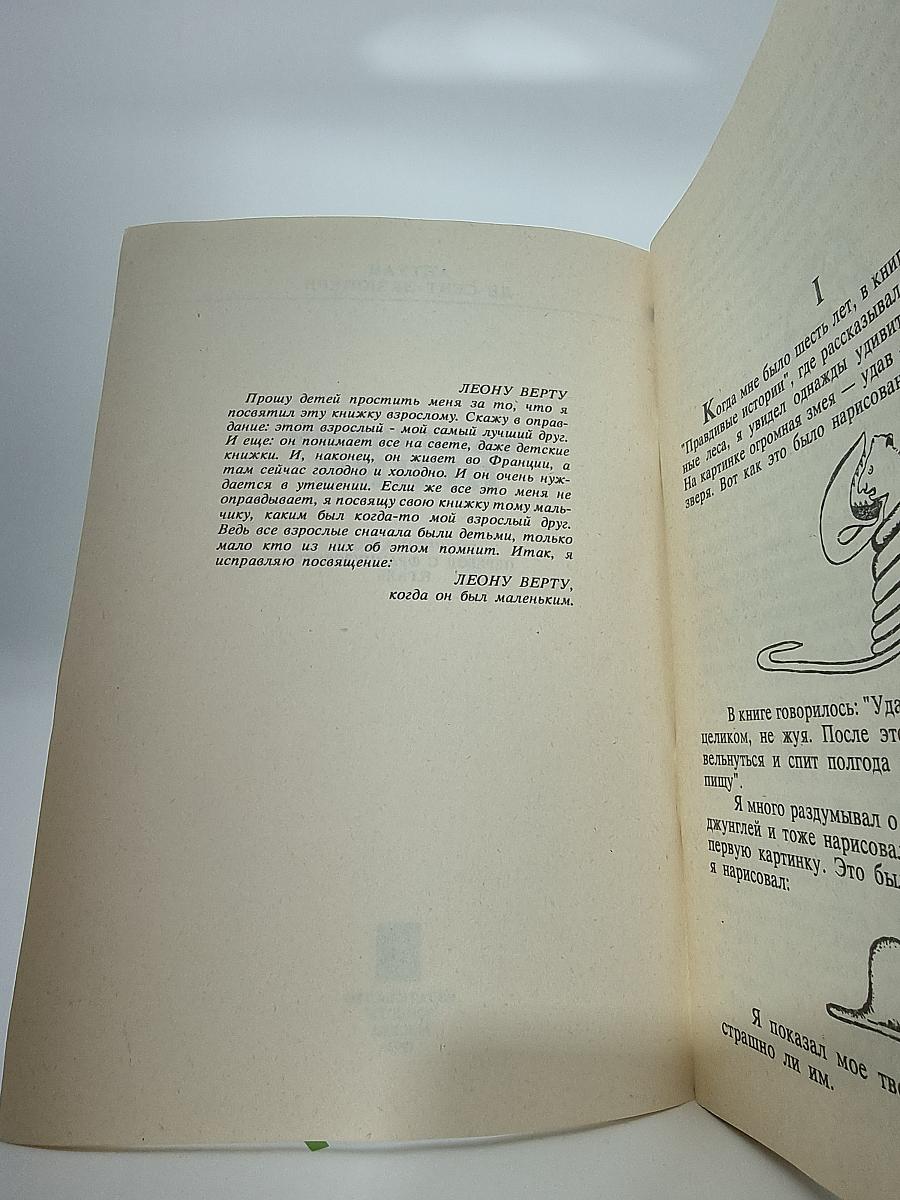 ЛЕОНУ ВЕРТУ
Прошу детей простить меня за то, что я
посвятил эту книжку взрослому. Скажу в оправ-
дание: этот взрослый - мой самый лучший друг.
И еще: он понимает все на свете, даже детские
книжки. И, наконец, он живет во Франции, а
там сейчас голодно и холодно. И он очень нуж-
дается в утешении. Если же все это меня не
оправдывает, я посвящу свою книжку тому маль-
чику, каким был когда-то мой взрослый друг.
Ведь все взрослые сначала были детьми, только
мало кто из них об этом помнит. Итак, я
исправляю посвящение:
ЛЕОНУ ВЕРТУ,
когда он был маленьким.
I
Когда мне было шесть лет, в книг
"Правдивые истории", где рассказывал
ные леса, я увидел однажды удивит
На картинке огромная змея — удав
зверя. Вот как это было нарисован
В книге говорилось: "Уда
целиком, не жуя. После это
вельнуться и спит полгода
пищу".
Я много раздумывал о
джунглей и тоже нарисовал
первую картинку. Это был
я нарисовал:
Я показал мое тво
страшно ли им.